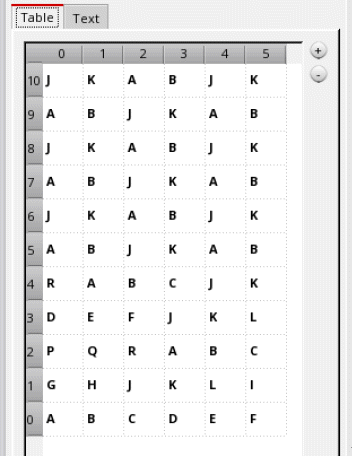 Table Text
0 1 2 3 4 5
10 J K A B J K
9 A B J K A B
8 J K A B J K
7 A B J K A B
6 J K A B J K
5 A B J K A B
4 R A B C J K
3 D E F J K L
2 P Q R A B C
1 G H J K L I
0 A B C D E F
+
-